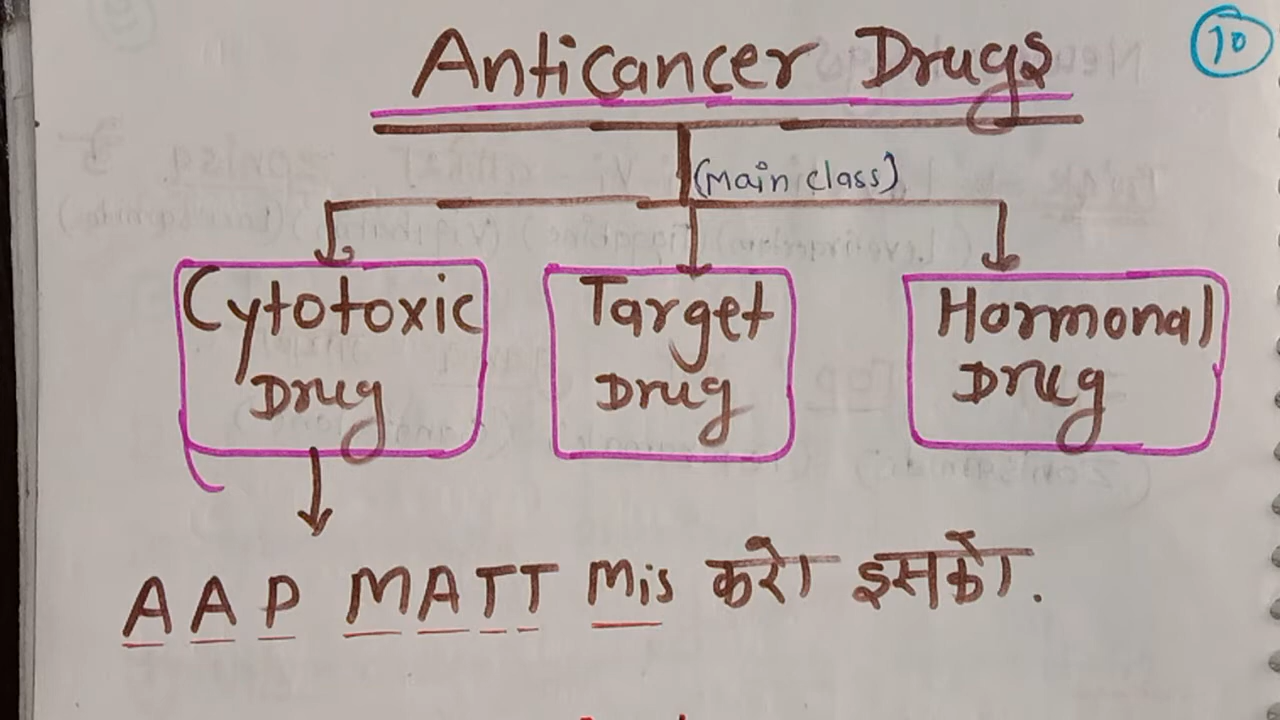 10
Anticancer Drugs
(Main class)
Cytotoxic Drug
Target Drug
Hormonal Drug
A A P MATT Mis करो इसको.